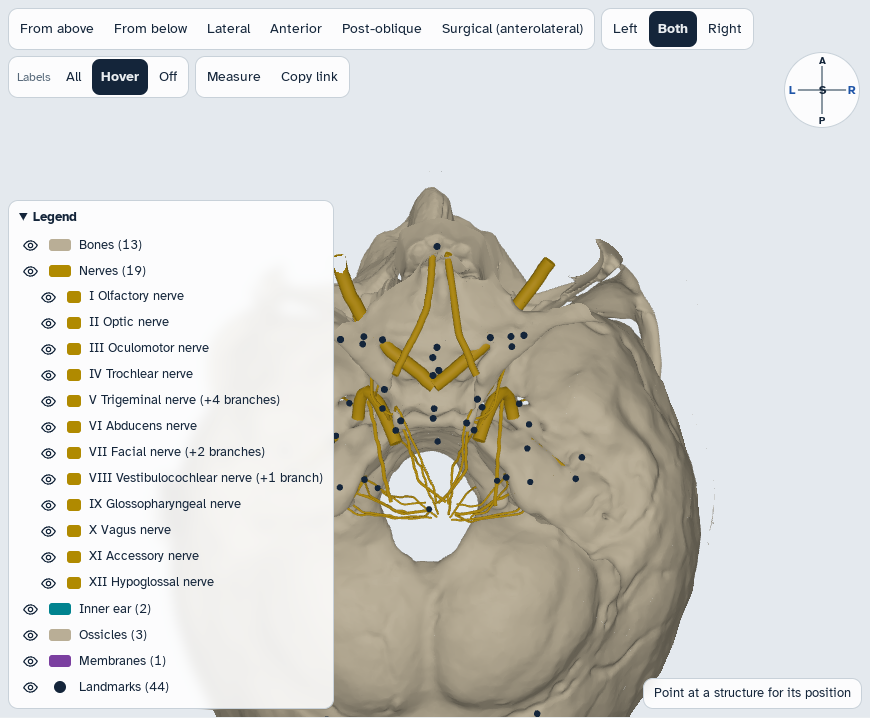 From above From below Lateral Anterior Post-oblique Surgical (anterolateral) Left Both Right
Labels All Hover Off Measure Copy link
A
L S R
P
▼ Legend
Bones (13)
Nerves (19)
I Olfactory nerve
II Optic nerve
III Oculomotor nerve
IV Trochlear nerve
V Trigeminal nerve (+4 branches)
VI Abducens nerve
VII Facial nerve (+2 branches)
VIII Vestibulocochlear nerve (+1 branch)
IX Glossopharyngeal nerve
X Vagus nerve
XI Accessory nerve
XII Hypoglossal nerve
Inner ear (2)
Ossicles (3)
Membranes (1)
Landmarks (44)
Point at a structure for its position